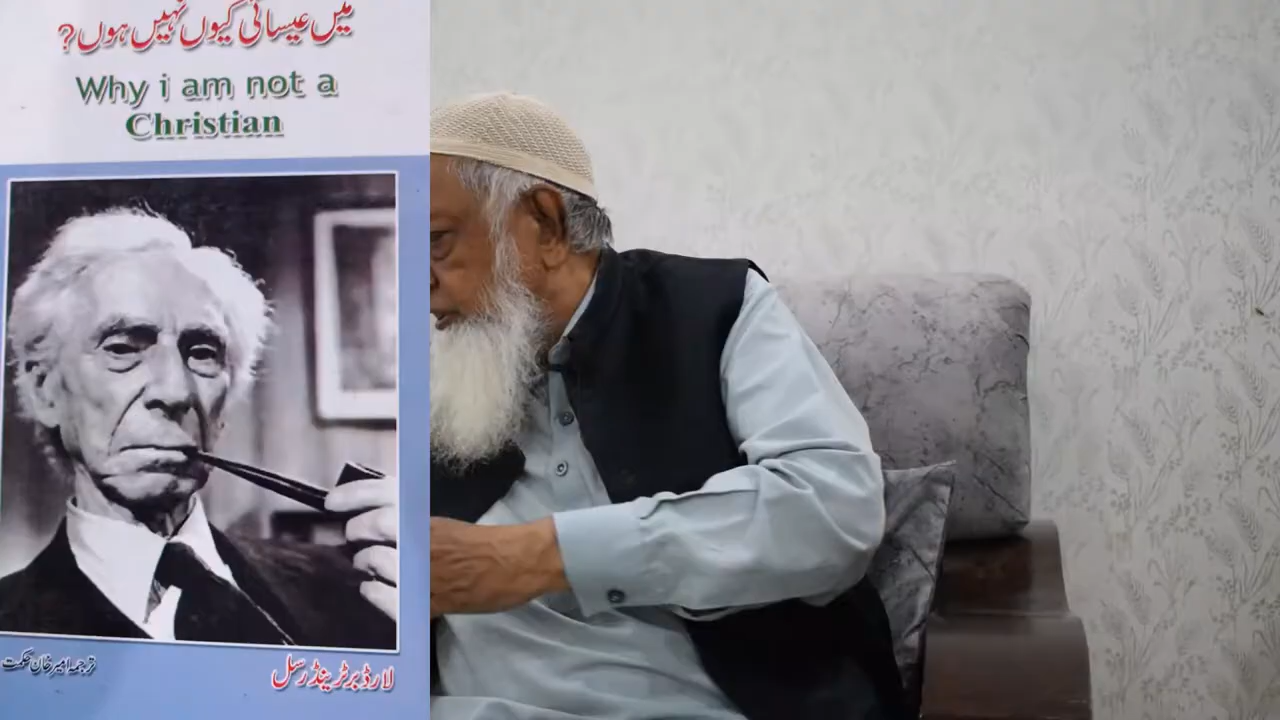 میں عیسائی کیوں نہیں ہوں?
Why i am not a
Christian
ترجمہ امیر خان حکمت
لارڈ برٹرینڈ رسل